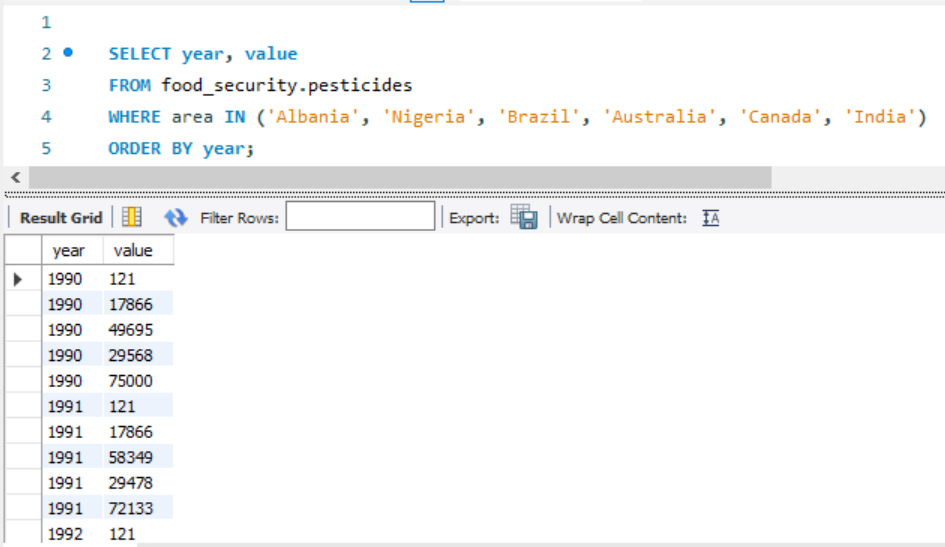 1
2 SELECT year, value
3 FROM food_security.pesticides
4 WHERE area IN ('Albania', 'Nigeria', 'Brazil', 'Australia', 'Canada', 'India')
5 ORDER BY year;
Result Grid Filter Rows: Export: Wrap Cell Content: IA
year value
1990 121
1990 17866
1990 49695
1990 29568
1990 75000
1991 121
1991 17866
1991 58349
1991 29478
1991 72133
1992 121